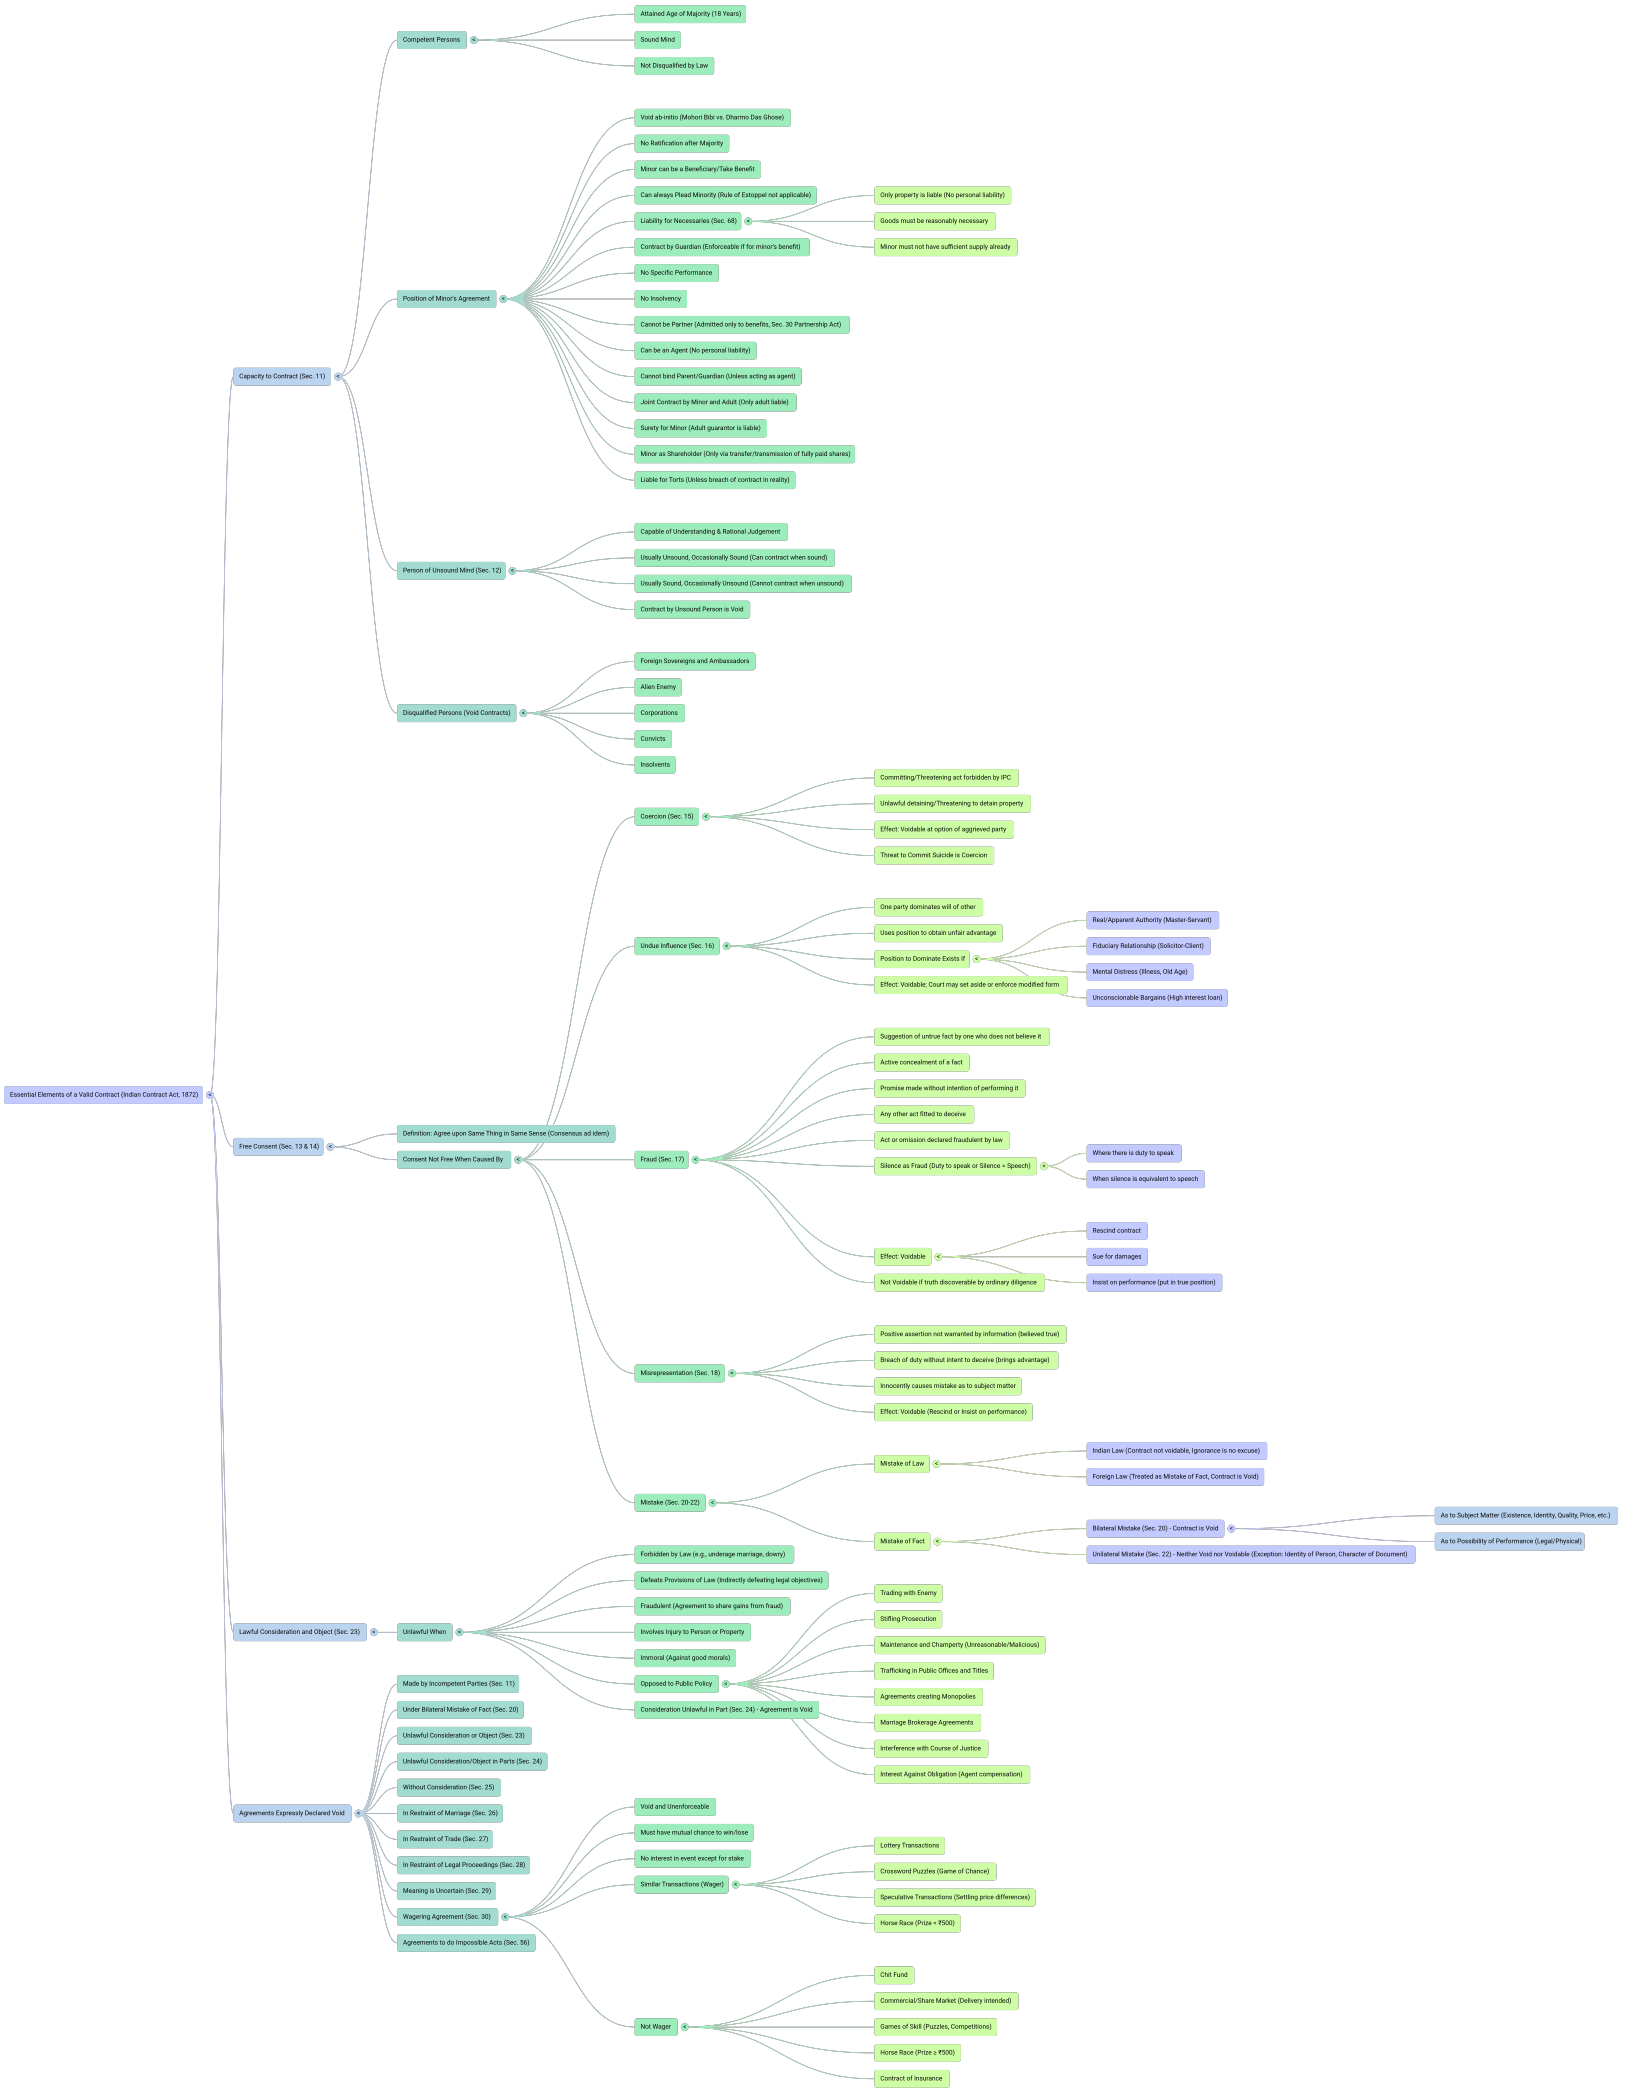 Essential Elements of a Valid Contract (Indian Contract Act, 1872)
Capacity to Contract (Sec. 11)
Competent Persons
Attained Age of Majority (18 Years)
Sound Mind
Not Disqualified by Law
Position of Minor's Agreement
Void ab-initio (Mohori Bibi vs. Dharmo Das Ghose)
No Ratification after Majority
Minor can be a Beneficiary/Take Benefit
Can always Plead Minority (Rule of Estoppel not applicable)
Liability for Necessaries (Sec. 68)
Only property is liable (No personal liability)
Goods must be reasonably necessary
Minor must not have sufficient supply already
Contract by Guardian (Enforceable if for minor's benefit)
No Specific Performance
No Insolvency
Cannot be Partner (Admitted only to benefits, Sec. 30 Partnership Act)
Can be an Agent (No personal liability)
Cannot bind Parent/Guardian (Unless acting as agent)
Joint Contract by Minor and Adult (Only adult liable)
Surety for Minor (Adult guarantor is liable)
Minor as Shareholder (Only via transfer/transmission of fully paid shares)
Liable for Torts (Unless breach of contract in reality)
Person of Unsound Mind (Sec. 12)
Capable of Understanding & Rational Judgement
Usually Unsound, Occasionally Sound (Can contract when sound)
Usually Sound, Occasionally Unsound (Cannot contract when unsound)
Contract by Unsound Person is Void
Disqualified Persons (Void Contracts)
Foreign Sovereigns and Ambassadors
Alien Enemy
Corporations
Convicts
Insolvents
Free Consent (Sec. 13 & 14)
Definition: Agree upon Same Thing in Same Sense (Consensus ad idem)
Consent Not Free When Caused By
Coercion (Sec. 15)
Committing/Threatening act forbidden by IPC
Unlawful detaining/Threatening to detain property
Effect: Voidable at option of aggrieved party
Threat to Commit Suicide is Coercion
Undue Influence (Sec. 16)
One party dominates will of other
Uses position to obtain unfair advantage
Position to Dominate Exists If
Real/Apparent Authority (Master-Servant)
Fiduciary Relationship (Solicitor-Client)
Mental Distress (Illness, Old Age)
Unconscionable Bargains (High interest loan)
Effect: Voidable; Court may set aside or enforce modified form
Fraud (Sec. 17)
Suggestion of untrue fact by one who does not believe it
Active concealment of a fact
Promise made without intention of performing it
Any other act fitted to deceive
Act or omission declared fraudulent by law
Silence as Fraud (Duty to speak or Silence = Speech)
Where there is duty to speak
When silence is equivalent to speech
Effect: Voidable
Rescind contract
Sue for damages
Insist on performance (put in true position)
Not Voidable if truth discoverable by ordinary diligence
Misrepresentation (Sec. 18)
Positive assertion not warranted by information (believed true)
Breach of duty without intent to deceive (brings advantage)
Innocently causes mistake as to subject matter
Effect: Voidable (Rescind or Insist on performance)
Mistake (Sec. 20-22)
Mistake of Law
Indian Law (Contract not voidable, Ignorance is no excuse)
Foreign Law (Treated as Mistake of Fact, Contract is Void)
Mistake of Fact
Bilateral Mistake (Sec. 20) - Contract is Void
As to Subject Matter (Existence, Identity, Quality, Price, etc.)
As to Possibility of Performance (Legal/Physical)
Unilateral Mistake (Sec. 22) - Neither Void nor Voidable (Exception: Identity of Person, Character of Document)
Lawful Consideration and Object (Sec. 23)
Unlawful When
Forbidden by Law (e.g., underage marriage, dowry)
Defeats Provisions of Law (Indirectly defeating legal objectives)
Fraudulent (Agreement to share gains from fraud)
Involves Injury to Person or Property
Immoral (Against good morals)
Opposed to Public Policy
Trading with Enemy
Stifling Prosecution
Maintenance and Champerty (Unreasonable/Malicious)
Trafficking in Public Offices and Titles
Agreements creating Monopolies
Marriage Brokerage Agreements
Interference with Course of Justice
Interest Against Obligation (Agent compensation)
Consideration Unlawful in Part (Sec. 24) - Agreement is Void
Agreements Expressly Declared Void
Made by Incompetent Parties (Sec. 11)
Under Bilateral Mistake of Fact (Sec. 20)
Unlawful Consideration or Object (Sec. 23)
Unlawful Consideration/Object in Parts (Sec. 24)
Without Consideration (Sec. 25)
In Restraint of Marriage (Sec. 26)
In Restraint of Trade (Sec. 27)
In Restraint of Legal Proceedings (Sec. 28)
Meaning is Uncertain (Sec. 29)
Wagering Agreement (Sec. 30)
Void and Unenforceable
Must have mutual chance to win/lose
No interest in event except for stake
Similar Transactions (Wager)
Lottery Transactions
Crossword Puzzles (Game of Chance)
Speculative Transactions (Settling price differences)
Horse Race (Prize < ₹500)
Not Wager
Chit Fund
Commercial/Share Market (Delivery intended)
Games of Skill (Puzzles, Competitions)
Horse Race (Prize ≥ ₹500)
Contract of Insurance
Agreements to do Impossible Acts (Sec. 56)